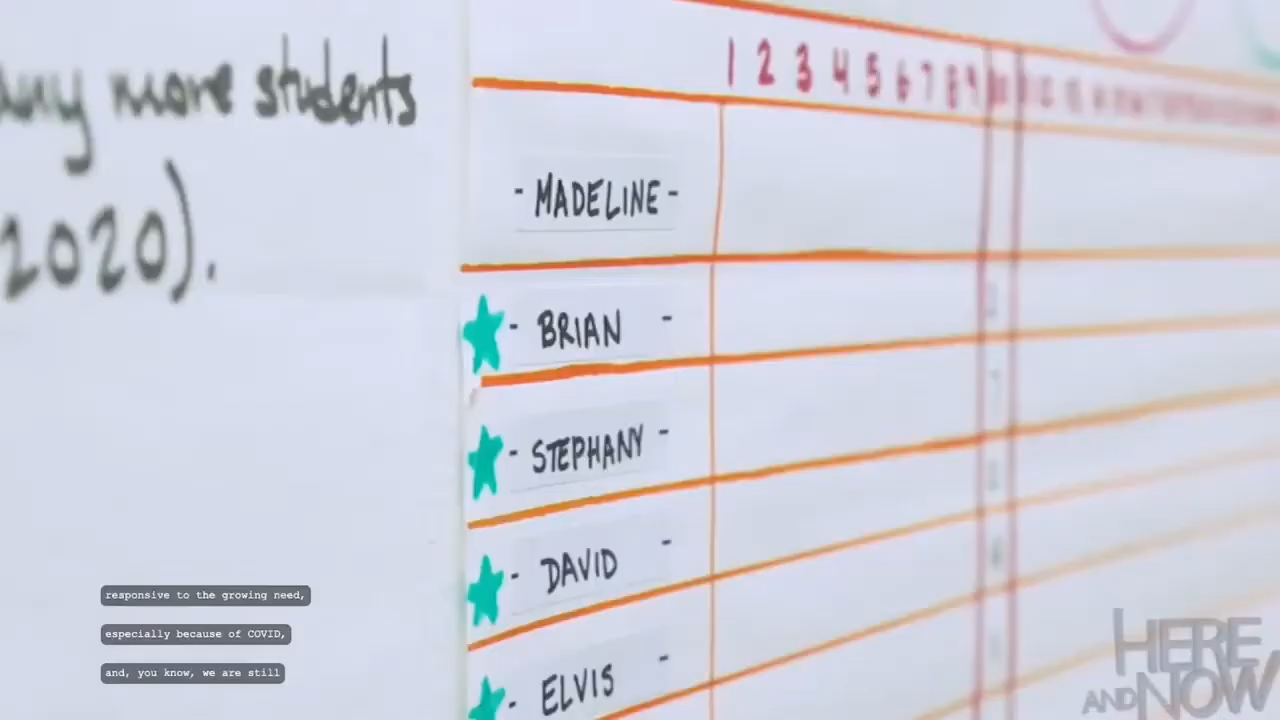 any more students
2020).
1 2 3 4 5 6 7 8 9
- MADELINE -
- BRIAN -
- STEPHANY -
- DAVID -
- ELVIS -
responsive to the growing need,
especially because of COVID,
and, you know, we are still
HERE
AND NOW